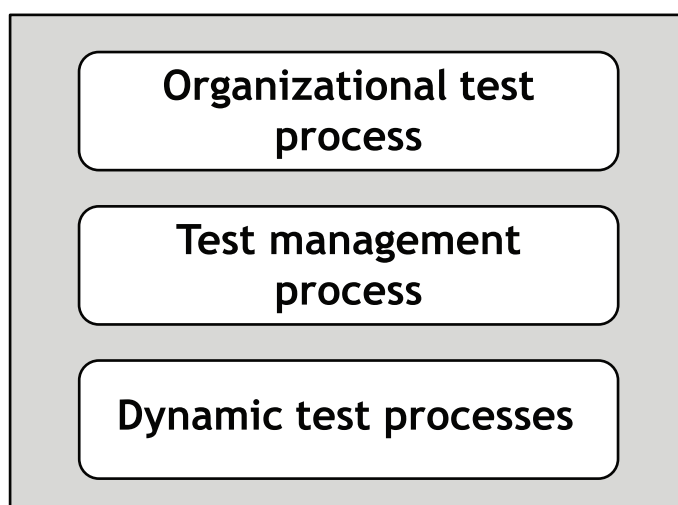 Organizational test
process
Test management
process
Dynamic test processes